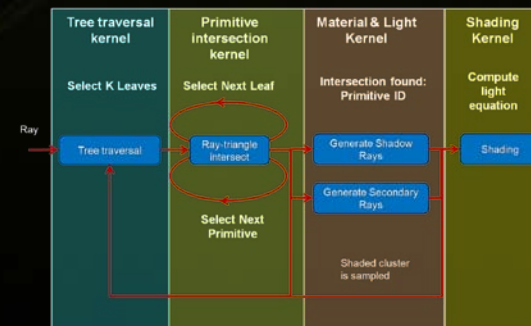 Tree traversal
kernel
Primitive
intersection
kernel
Material & Light
Kernel
Shading
Kernel
Select K Leaves
Select Next Leaf
Intersection found:
Primitive ID
Compute
light
equation
Ray
Tree traversal
Ray-triangle
intersect
Generate Shadow
Rays
Shading
Generate Secondary
Rays
Select Next
Primitive
Shaded cluster
is sampled